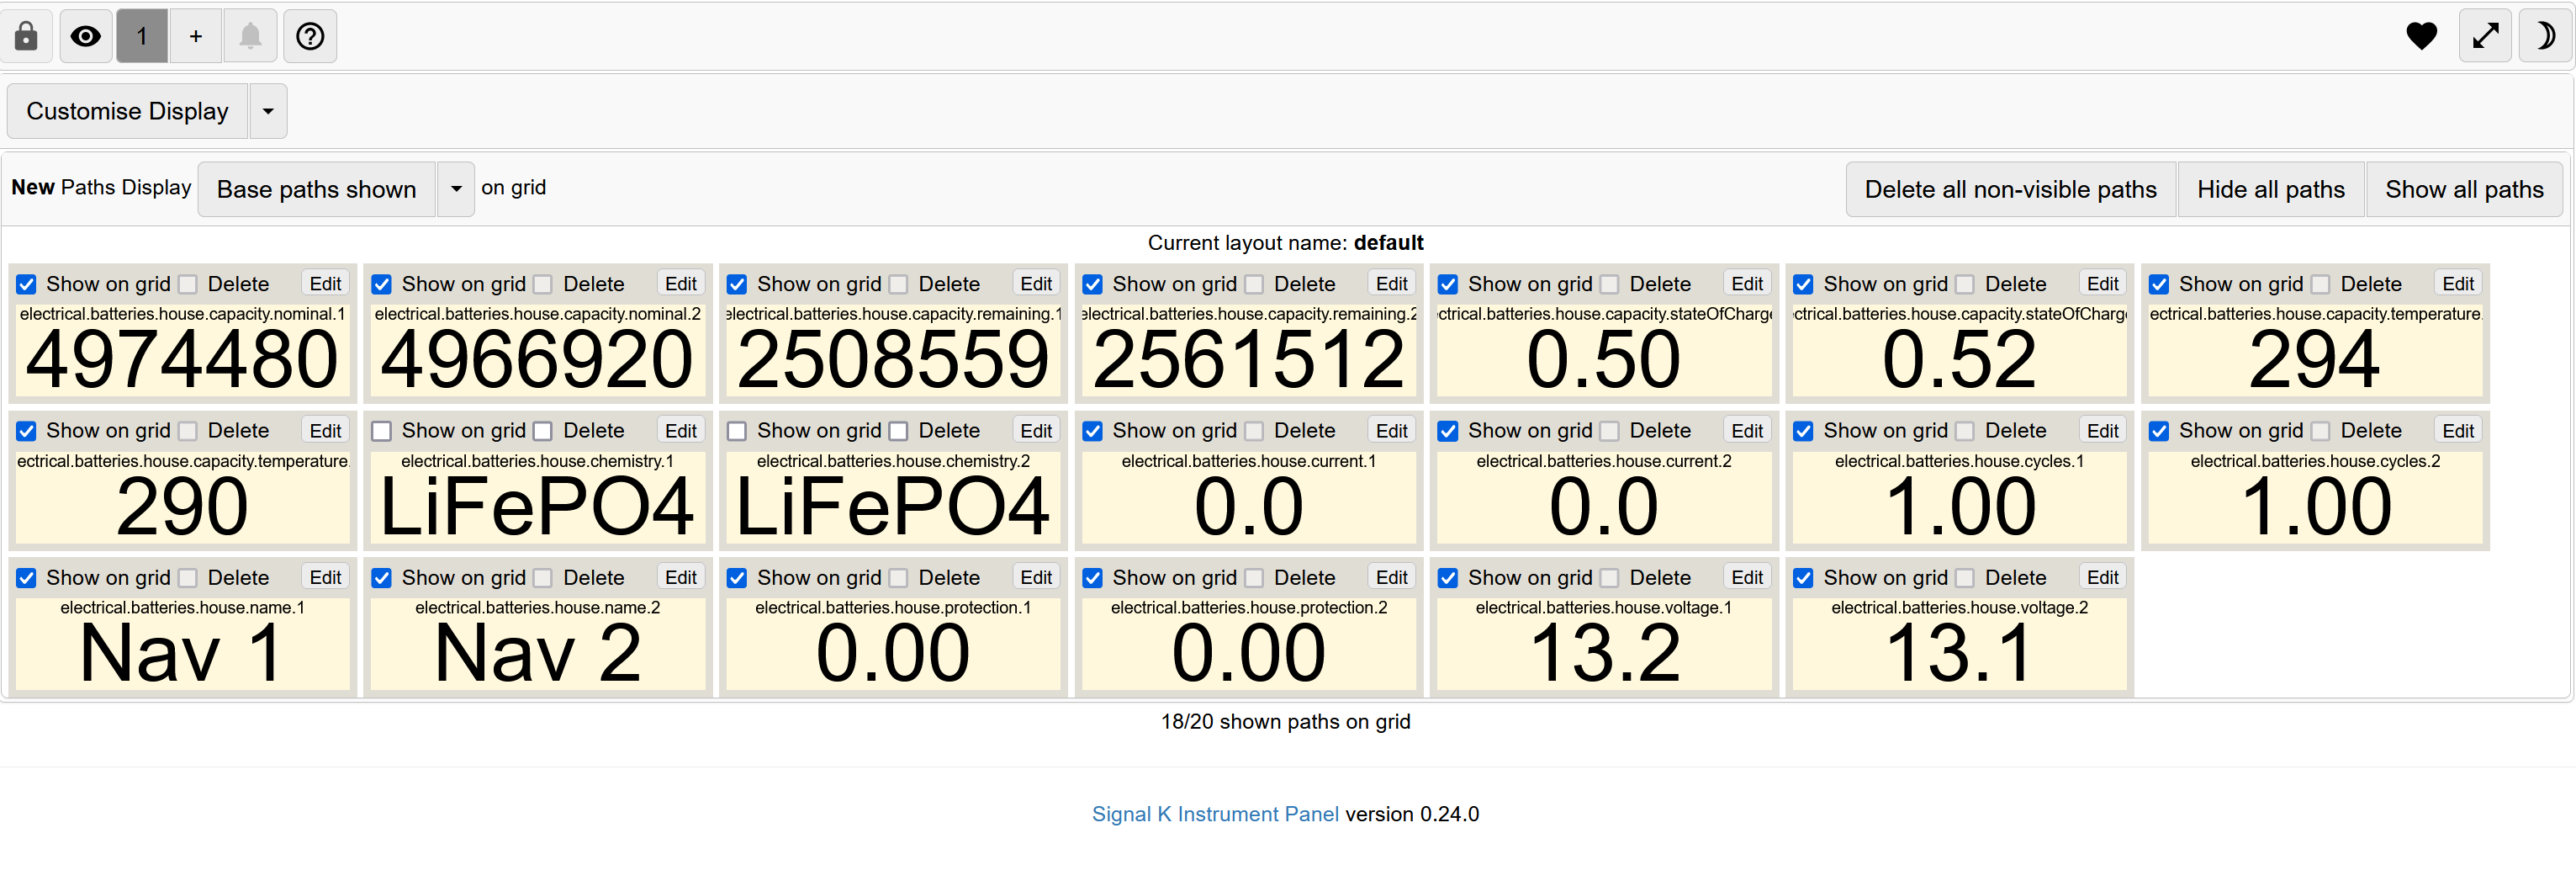 1 +
Customise Display
New Paths Display Base paths shown on grid Delete all non-visible paths Hide all paths Show all paths
Current layout name: default
Show on grid Delete Edit Show on grid Delete Edit Show on grid Delete Edit Show on grid Delete Edit Show on grid Delete Edit Show on grid Delete Edit Show on grid Delete Edit
electrical.batteries.house.capacity.nominal.1 electrical.batteries.house.capacity.nominal.2 electrical.batteries.house.capacity.remaining.1 electrical.batteries.house.capacity.remaining.2 ctrical.batteries.house.capacity.stateOfCharge ctrical.batteries.house.capacity.stateOfCharg ectrical.batteries.house.capacity.temperature.
4974480 4966920 2508559 2561512 0.50 0.52 294
Show on grid Delete Edit Show on grid Delete Edit Show on grid Delete Edit Show on grid Delete Edit Show on grid Delete Edit Show on grid Delete Edit Show on grid Delete Edit
ectrical.batteries.house.capacity.temperature. electrical.batteries.house.chemistry.1 electrical.batteries.house.chemistry.2 electrical.batteries.house.current.1 electrical.batteries.house.current.2 electrical.batteries.house.cycles.1 electrical.batteries.house.cycles.2
290 LiFePO4 LiFePO4 0.0 0.0 1.00 1.00
Show on grid Delete Edit Show on grid Delete Edit Show on grid Delete Edit Show on grid Delete Edit Show on grid Delete Edit Show on grid Delete Edit
electrical.batteries.house.name.1 electrical.batteries.house.name.2 electrical.batteries.house.protection.1 electrical.batteries.house.protection.2 electrical.batteries.house.voltage.1 electrical.batteries.house.voltage.2
Nav 1 Nav 2 0.00 0.00 13.2 13.1
18/20 shown paths on grid
Signal K Instrument Panel version 0.24.0